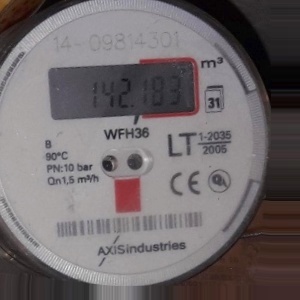 14-09814301
142.183 m³
31
WFH36
B
90°C
PN:10 bar
Qn1,5 m³/h
LT 1-2035
2005
CE
AXISindustries